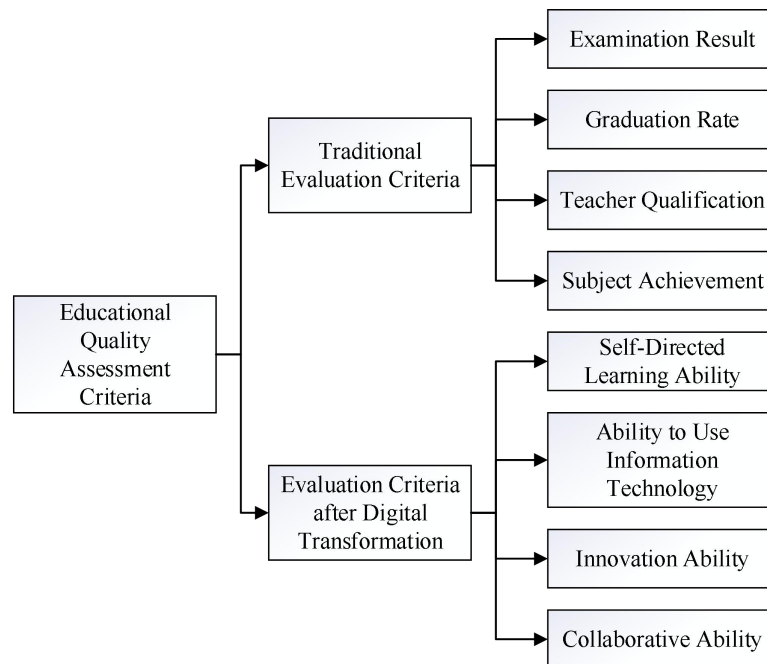 Educational
Quality
Assessment
Criteria
Traditional
Evaluation Criteria
Examination Result
Graduation Rate
Teacher Qualification
Subject Achievement
Evaluation Criteria
after Digital
Transformation
Self-Directed
Learning Ability
Ability to Use
Information
Technology
Innovation Ability
Collaborative Ability